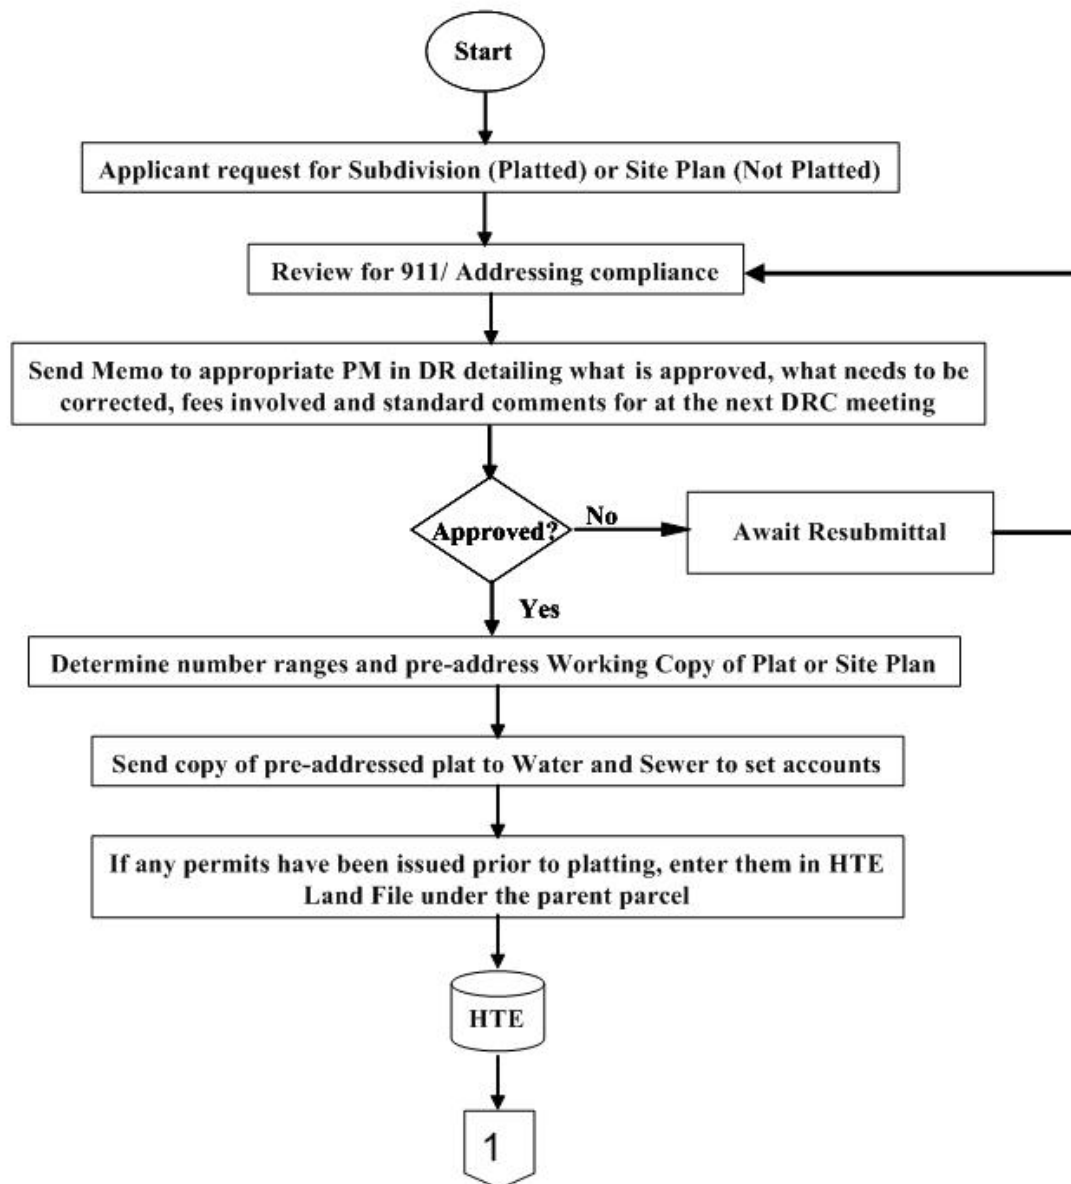 Start
Applicant request for Subdivision (Platted) or Site Plan (Not Platted)
Review for 911/ Addressing compliance
Send Memo to appropriate PM in DR detailing what is approved, what needs to be
corrected, fees involved and standard comments for at the next DRC meeting
Approved?
No
Await Resubmittal
Yes
Determine number ranges and pre-address Working Copy of Plat or Site Plan
Send copy of pre-addressed plat to Water and Sewer to set accounts
If any permits have been issued prior to platting, enter them in HTE
Land File under the parent parcel
HTE
1